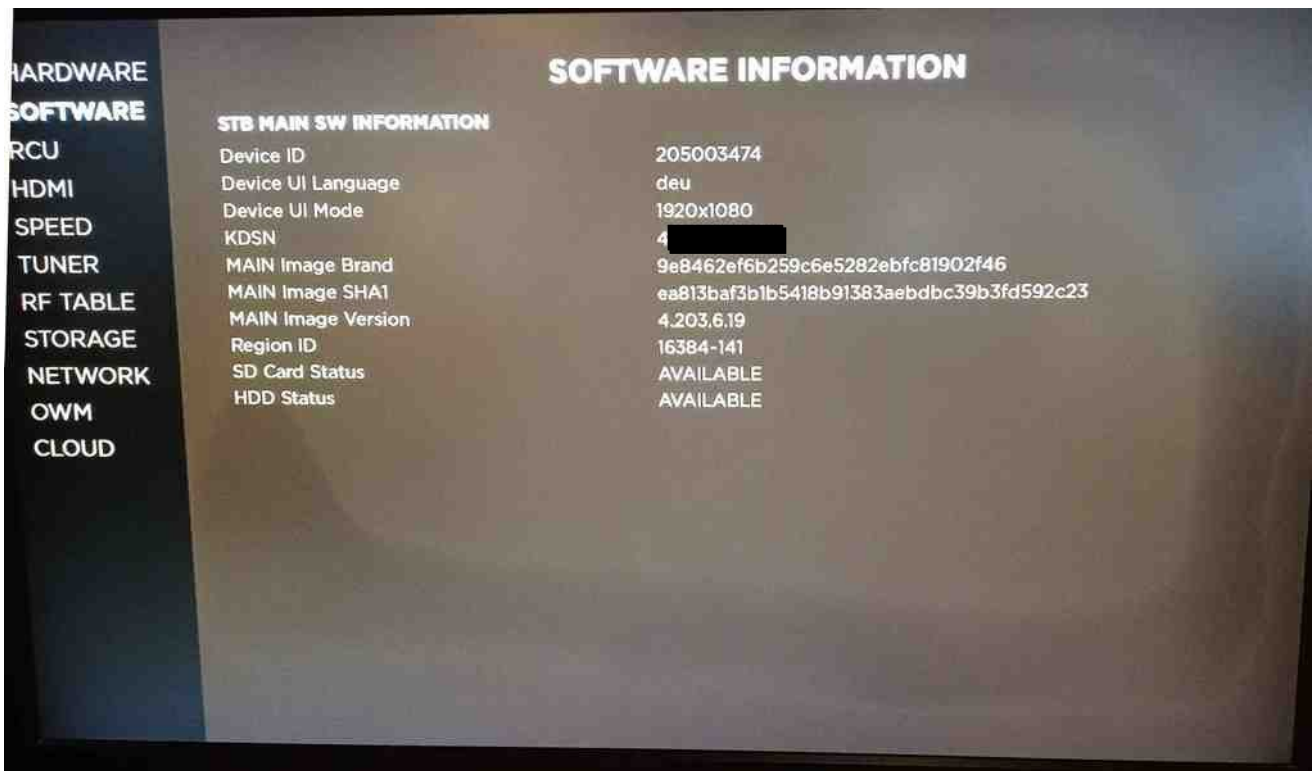 SOFTWARE INFORMATION
HARDWARE
SOFTWARE
RCU
HDMI
SPEED
TUNER
RF TABLE
STORAGE
NETWORK
OWM
CLOUD
STB MAIN SW INFORMATION
Device ID 205003474
Device UI Language deu
Device UI Mode 1920x1080
KDSN 4
MAIN Image Brand 9e8462ef6b259c6e5282ebfc81902f46
MAIN Image SHA1 ea813baf3b1b5418b91383aebdbc39b3fd592c23
MAIN Image Version 4.203.6.19
Region ID 16384-141
SD Card Status AVAILABLE
HDD Status AVAILABLE